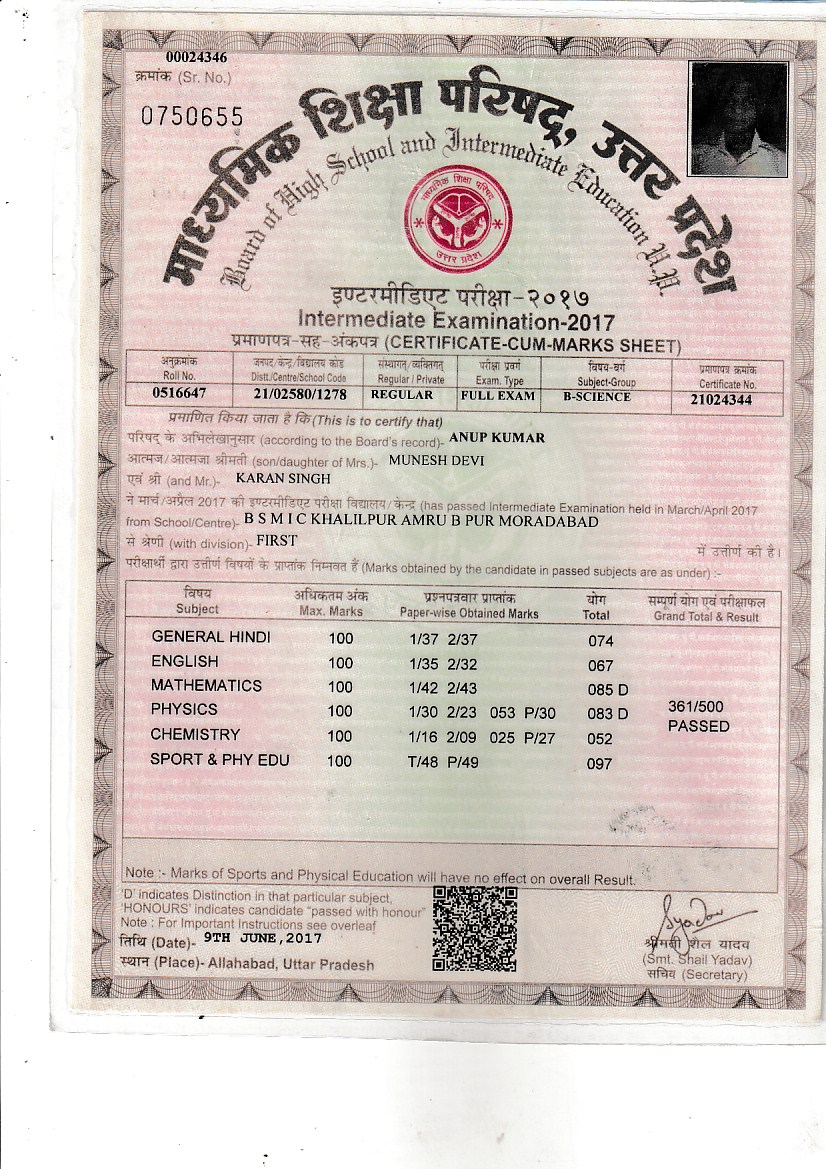 00024346
क्रमांक (Sr. No.)
0750655
माध्यमिक शिक्षा परिषद्, उत्तर प्रदेश
Board of High School and Intermediate Education U.P.
माध्यमिक शिक्षा परिषद्
उत्तर प्रदेश
इण्टरमीडिएट परीक्षा-२०१७
Intermediate Examination-2017
प्रमाणपत्र-सह-अंकपत्र (CERTIFICATE-CUM-MARKS SHEET)
अनुक्रमांक जनपद/केन्द्र/विद्यालय कोड संस्थागत/व्यक्तिगत परीक्षा प्रवर्ग विषय-वर्ग प्रमाणपत्र क्रमांक
Roll No. Distt./Centre/School Code Regular / Private Exam. Type Subject-Group Certificate No.
0516647 21/02580/1278 REGULAR FULL EXAM B-SCIENCE 21024344
प्रमाणित किया जाता है कि (This is to certify that)
परिषद् के अभिलेखानुसार (according to the Board's record)- ANUP KUMAR
आत्मज/आत्मजा श्रीमती (son/daughter of Mrs.)- MUNESH DEVI
एवं श्री (and Mr.)- KARAN SINGH
ने मार्च/अप्रैल 2017 की इण्टरमीडिएट परीक्षा विद्यालय/केन्द्र (has passed Intermediate Examination held in March/April 2017
from School/Centre)- B S M I C KHALILPUR AMRU B PUR MORADABAD
से श्रेणी (with division)- FIRST में उत्तीर्ण की है।
परीक्षार्थी द्वारा उत्तीर्ण विषयों के प्राप्तांक निम्नवत हैं (Marks obtained by the candidate in passed subjects are as under) :-
विषय अधिकतम अंक प्रश्नपत्रवार प्राप्तांक योग सम्पूर्ण योग एवं परीक्षाफल
Subject Max. Marks Paper-wise Obtained Marks Total Grand Total & Result
GENERAL HINDI 100 1/37 2/37 074
ENGLISH 100 1/35 2/32 067
MATHEMATICS 100 1/42 2/43 085 D
PHYSICS 100 1/30 2/23 053 P/30 083 D 361/500
CHEMISTRY 100 1/16 2/09 025 P/27 052 PASSED
SPORT & PHY EDU 100 T/48 P/49 097
Note :- Marks of Sports and Physical Education will have no effect on overall Result.
'D' indicates Distinction in that particular subject,
'HONOURS' indicates candidate "passed with honour"
Note : For Important Instructions see overleaf
तिथि (Date)- 9TH JUNE,2017
स्थान (Place)- Allahabad, Uttar Pradesh
Syadav
श्रीमती शैल यादव
(Smt. Shail Yadav)
सचिव (Secretary)